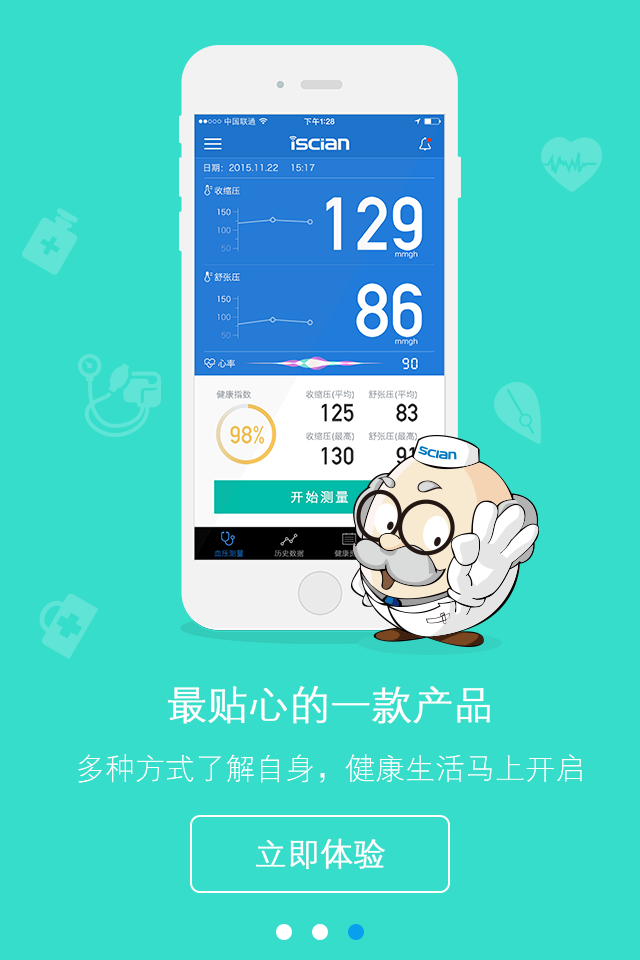 中国联通 下午1:28
iSCIAN
日期：2015.11.22 15:17
收缩压
150
100
50
129
mmgh
舒张压
150
100
50
86
mmgh
心率 90
健康指数
98%
收缩压(平均) 舒张压(平均)
125 83
收缩压(最高) 舒张压(最高)
130
SCIAN
开始测量
血压测量 历史数据 健康
最贴心的一款产品
多种方式了解自身，健康生活马上开启
立即体验